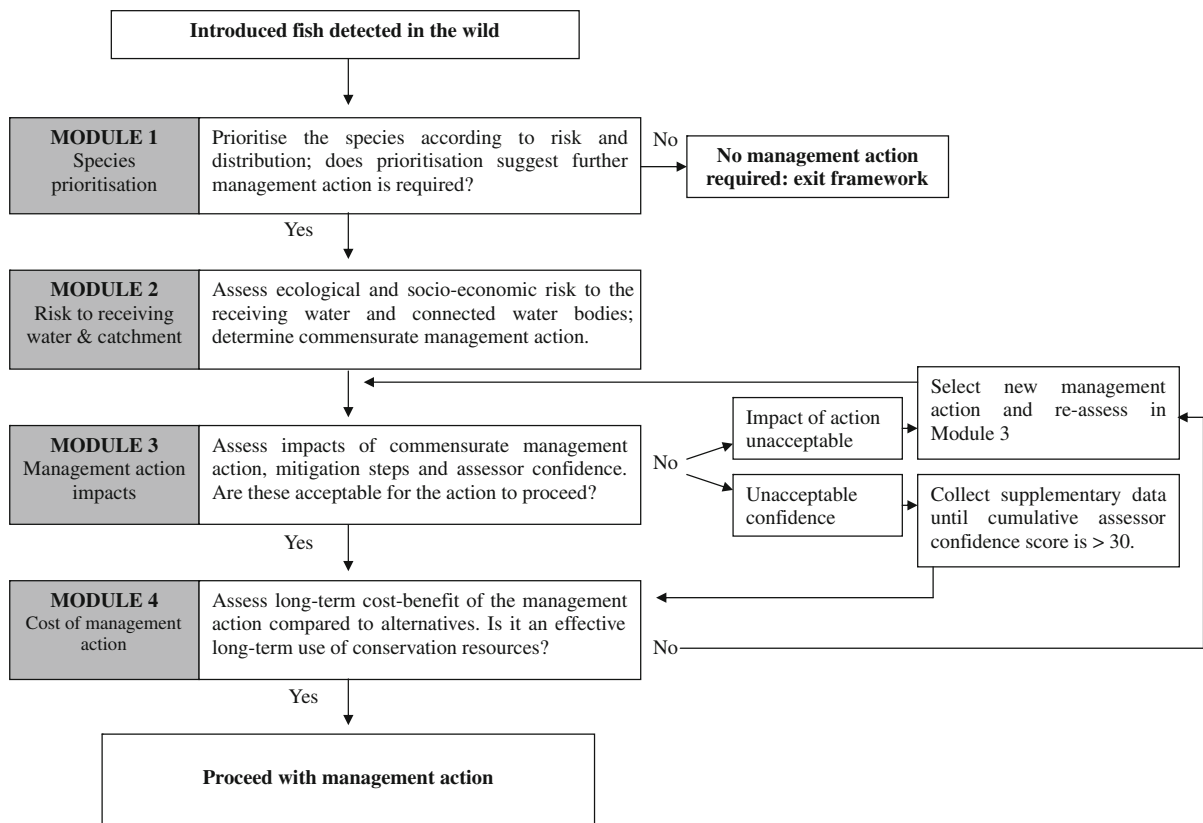 Introduced fish detected in the wild
MODULE 1
Species
prioritisation
Prioritise the species according to risk and
distribution; does prioritisation suggest further
management action is required?
No
No management action
required: exit framework
Yes
MODULE 2
Risk to receiving
water & catchment
Assess ecological and socio-economic risk to the
receiving water and connected water bodies;
determine commensurate management action.
MODULE 3
Management action
impacts
Assess impacts of commensurate management
action, mitigation steps and assessor confidence.
Are these acceptable for the action to proceed?
No
Impact of action
unacceptable
Select new management
action and re-assess in
Module 3
Unacceptable
confidence
Collect supplementary data
until cumulative assessor
confidence score is > 30.
Yes
MODULE 4
Cost of management
action
Assess long-term cost-benefit of the management
action compared to alternatives. Is it an effective
long-term use of conservation resources?
No
Yes
Proceed with management action